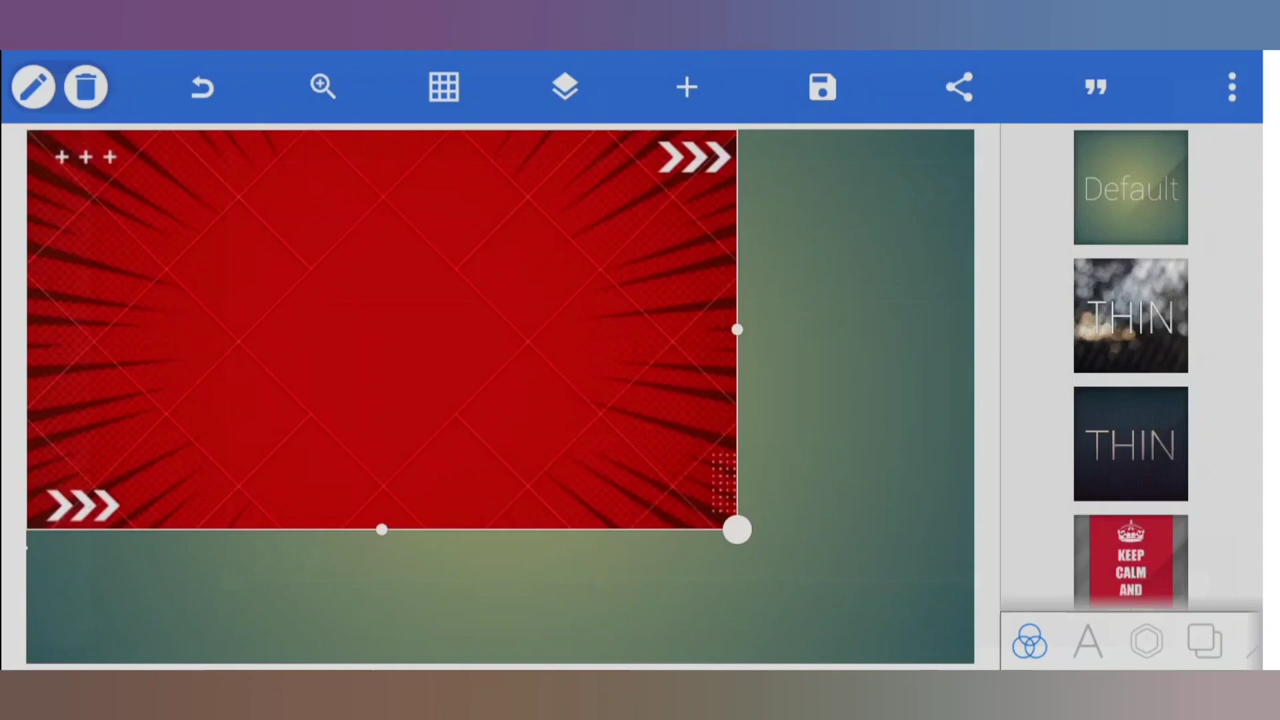 Default
THIN
THIN
KEEP
CALM
AND